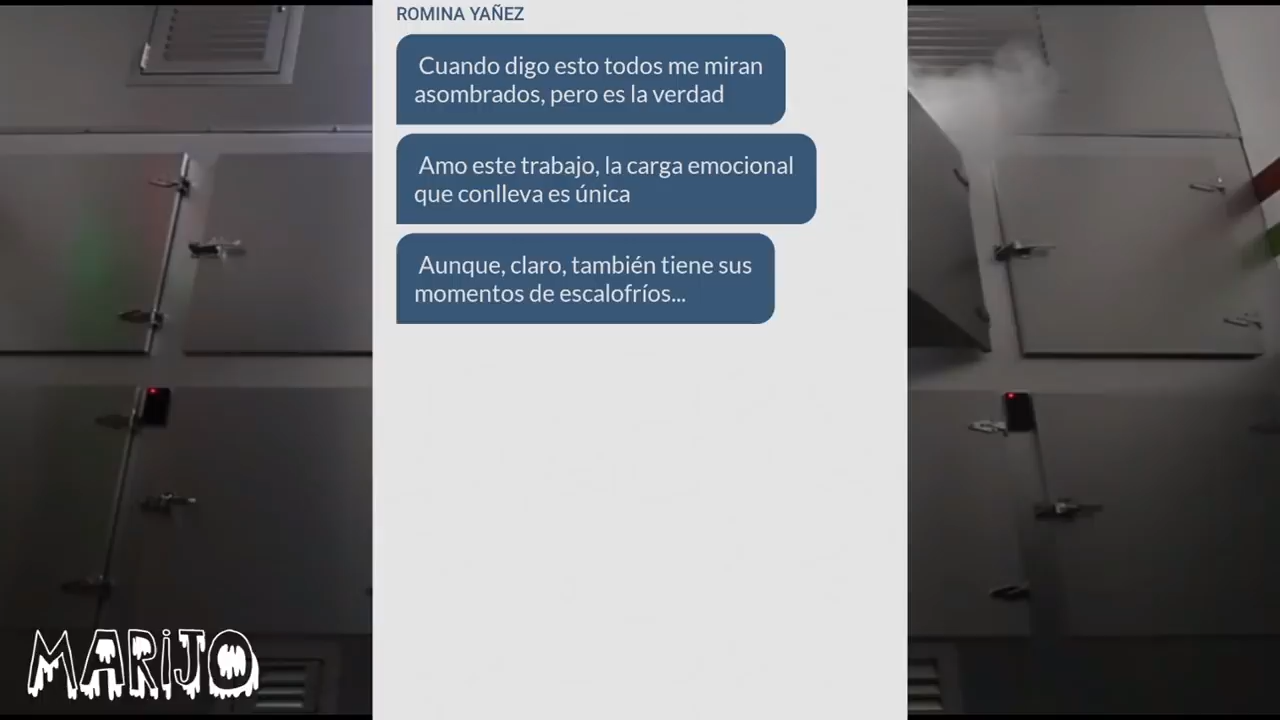 ROMINA YAÑEZ
Cuando digo esto todos me miran
asombrados, pero es la verdad
Amo este trabajo, la carga emocional
que conlleva es única
Aunque, claro, también tiene sus
momentos de escalofríos...
MARiJO